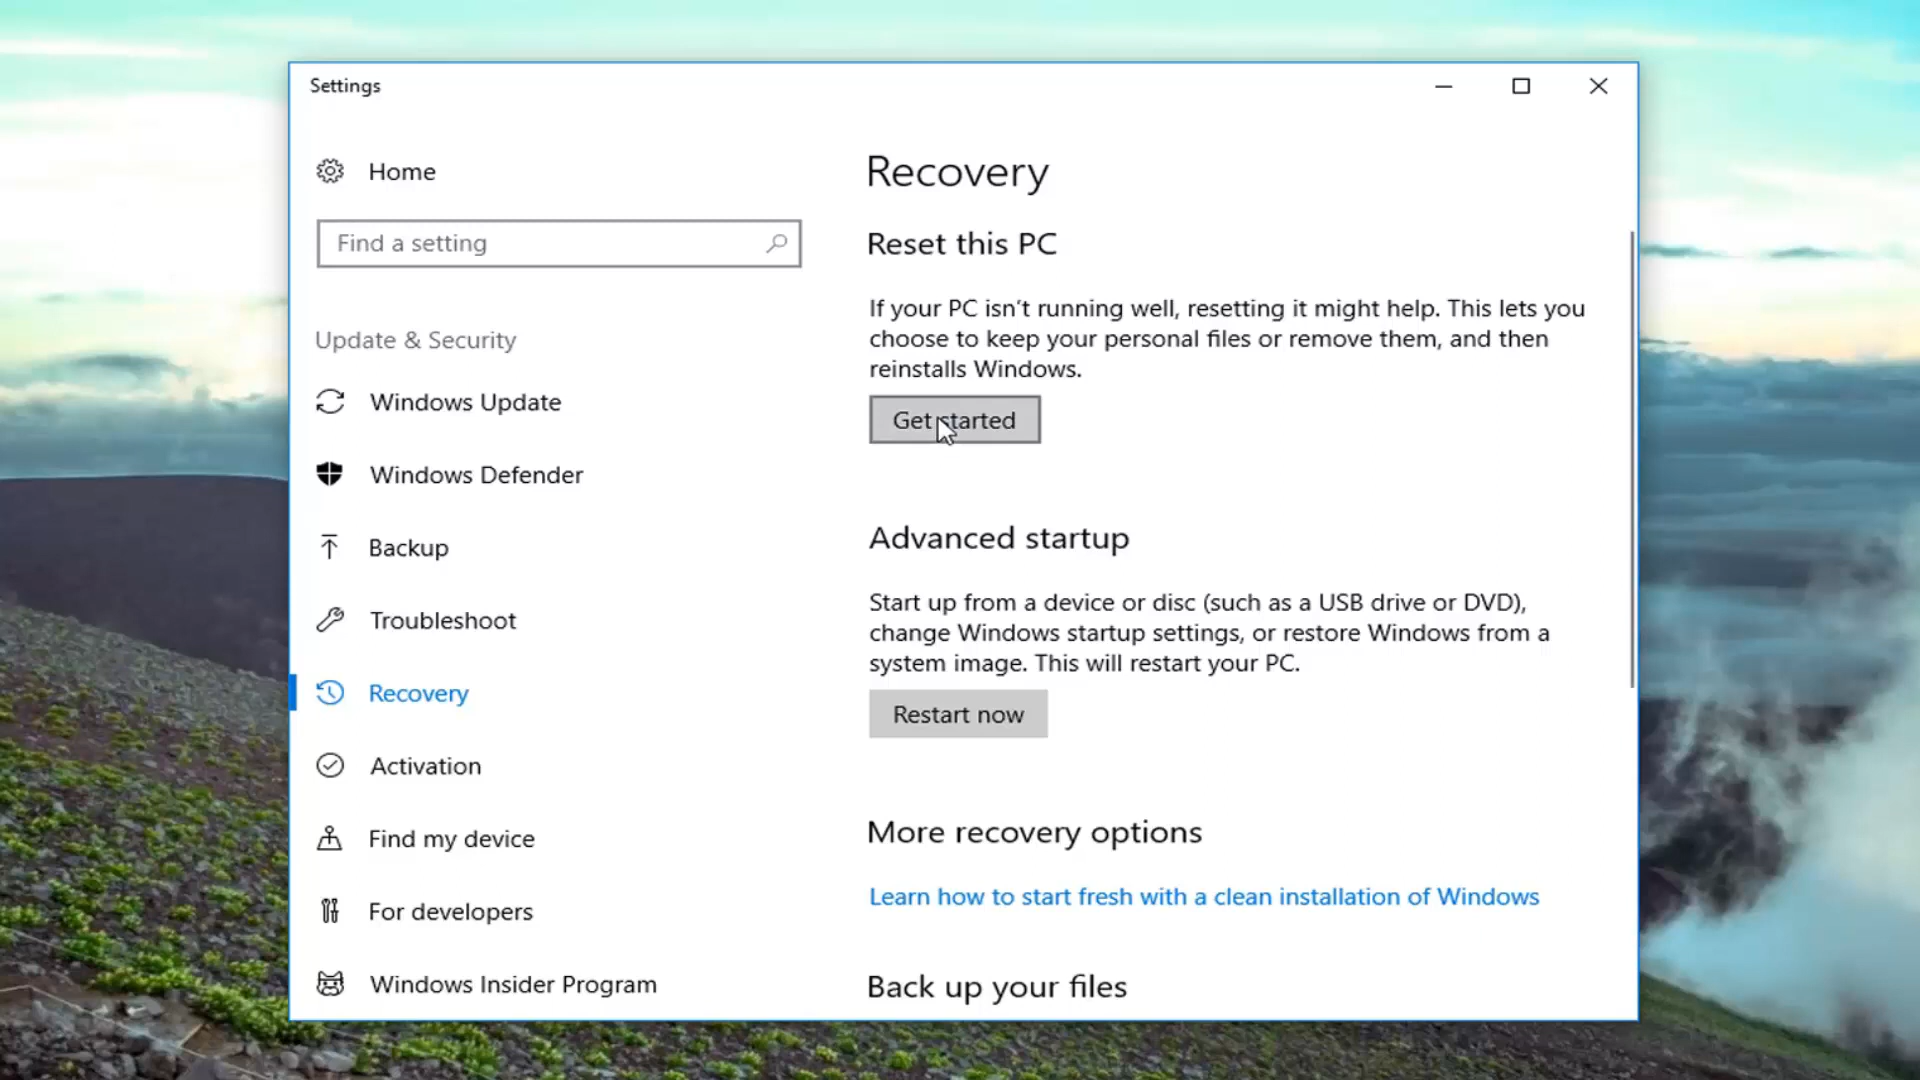 Settings
Home
Find a setting
Update & Security
Windows Update
Windows Defender
Backup
Troubleshoot
Recovery
Activation
Find my device
For developers
Windows Insider Program
Recovery
Reset this PC
If your PC isn't running well, resetting it might help. This lets you
choose to keep your personal files or remove them, and then
reinstalls Windows.
Get started
Advanced startup
Start up from a device or disc (such as a USB drive or DVD),
change Windows startup settings, or restore Windows from a
system image. This will restart your PC.
Restart now
More recovery options
Learn how to start fresh with a clean installation of Windows
Back up your files